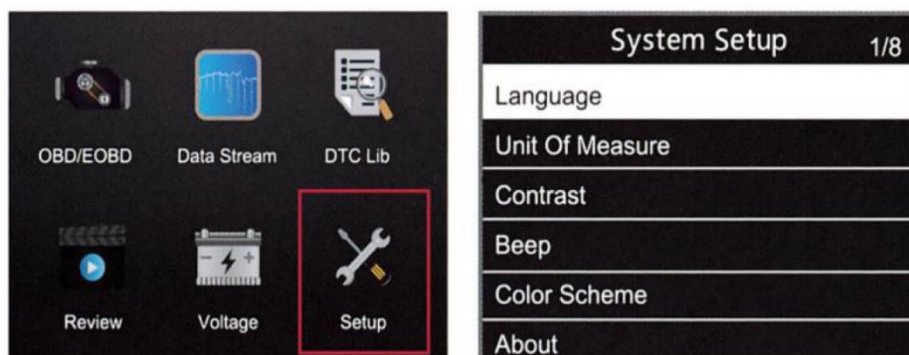 OBD/EOBD Data Stream DTC Lib
Review Voltage Setup
System Setup 1/8
Language
Unit Of Measure
Contrast
Beep
Color Scheme
About